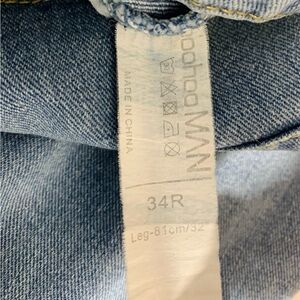 boohooMAN
MADE IN CHINA
34R
Leg-81cm/32"